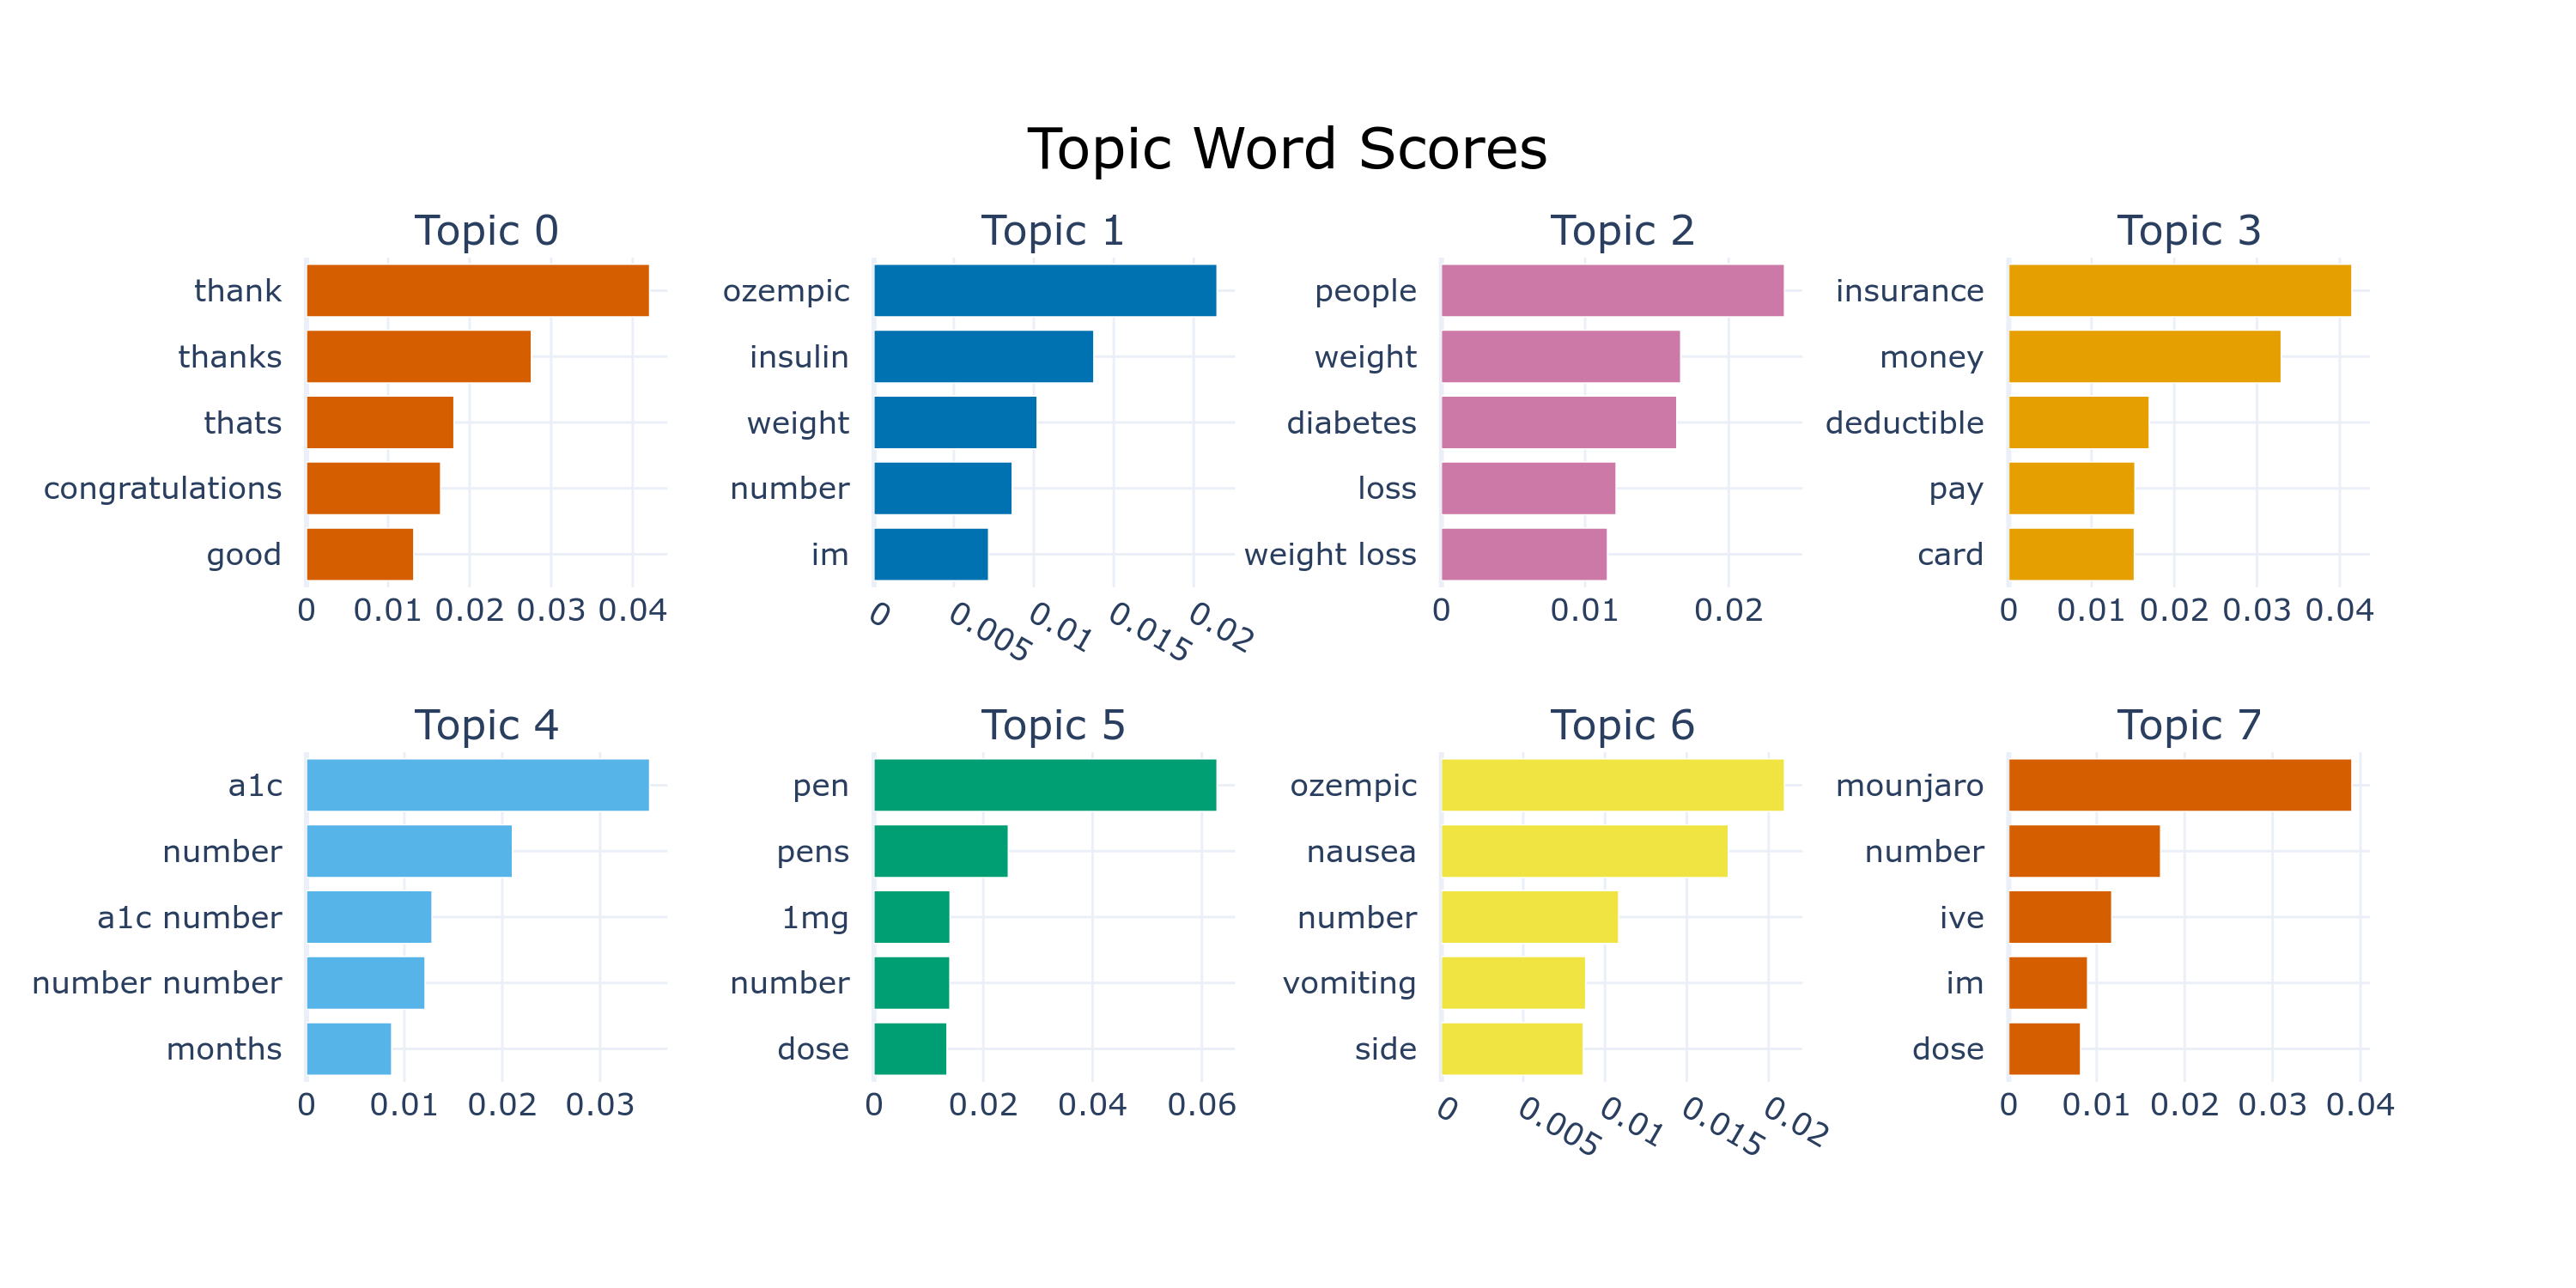 Topic Word Scores
Topic 0
thank
thanks
thats
congratulations
good
0 0.01 0.02 0.03 0.04
Topic 1
ozempic
insulin
weight
number
im
0 0.005 0.01 0.015 0.02
Topic 2
people
weight
diabetes
loss
weight loss
0 0.01 0.02
Topic 3
insurance
money
deductible
pay
card
0 0.01 0.02 0.03 0.04
Topic 4
a1c
number
a1c number
number number
months
0 0.01 0.02 0.03
Topic 5
pen
pens
1mg
number
dose
0 0.02 0.04 0.06
Topic 6
ozempic
nausea
number
vomiting
side
0 0.005 0.01 0.015 0.02
Topic 7
mounjaro
number
ive
im
dose
0 0.01 0.02 0.03 0.04